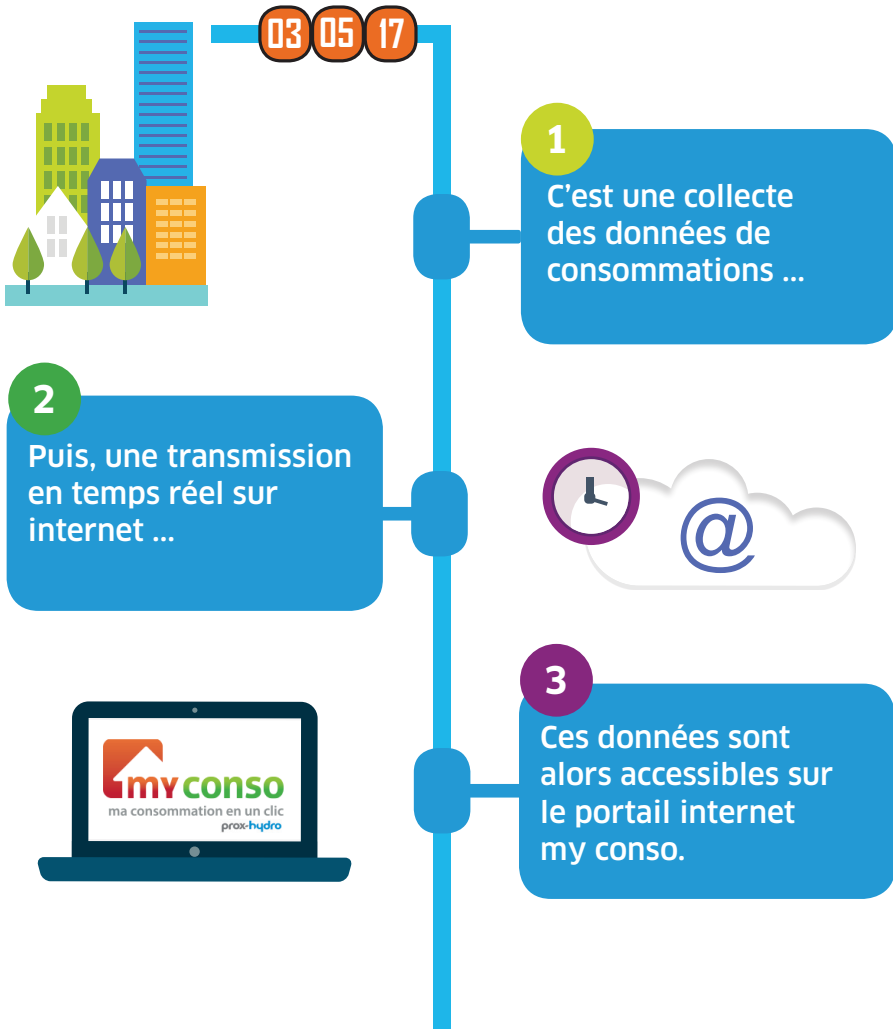 03 05 17
1
C’est une collecte
des données de
consommations ...
2
Puis, une transmission
en temps réel sur
internet ...
@
3
Ces données sont
alors accessibles sur
le portail internet
my conso.
my conso
ma consommation en un clic
prox-hydro